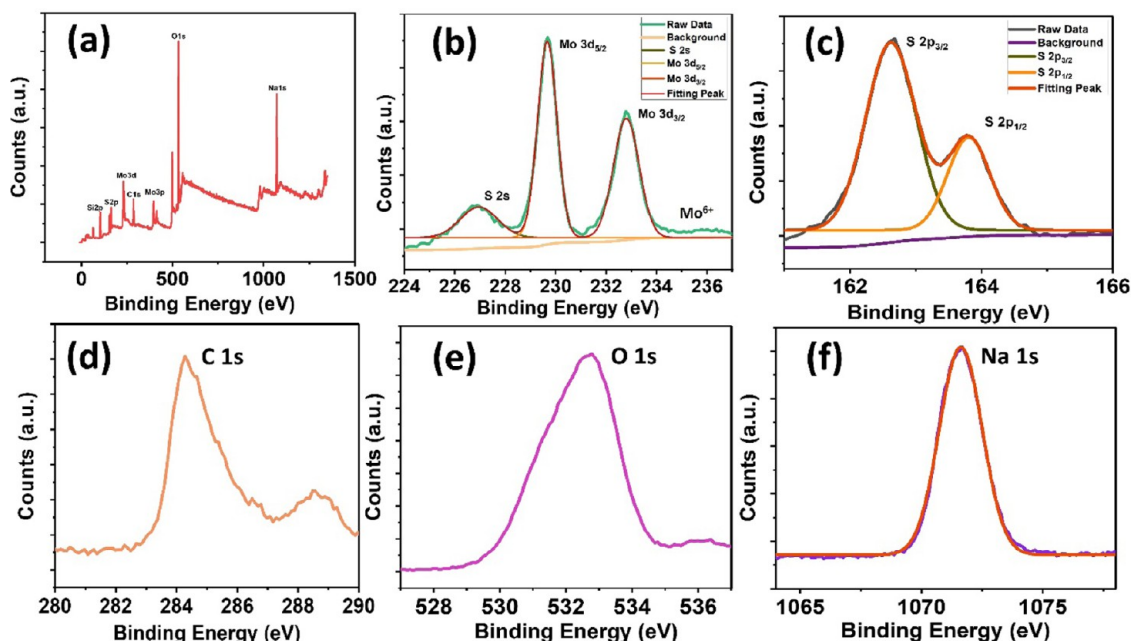 (a)
O1s
Na1s
Mo3d
C1s
Mo3p
S2p
Si2p
Counts (a.u.)
0 500 1000 1500
Binding Energy (eV)
(b)
Mo 3d5/2
Raw Data
Background
S 2s
Mo 3d5/2
Mo 3d3/2
Fitting Peak
Mo 3d3/2
S 2s
Mo6+
Counts (a.u.)
224 226 228 230 232 234 236
Binding Energy (eV)
(c)
S 2p3/2
Raw Data
Background
S 2p3/2
S 2p1/2
Fitting Peak
S 2p1/2
Counts (a.u.)
162 164 166
Binding Energy (eV)
(d)
C 1s
Counts (a.u.)
280 282 284 286 288 290
Binding Energy (eV)
(e)
O 1s
Counts (a.u.)
528 530 532 534 536
Binding Energy (eV)
(f)
Na 1s
Counts (a.u.)
1065 1070 1075
Binding Energy (eV)